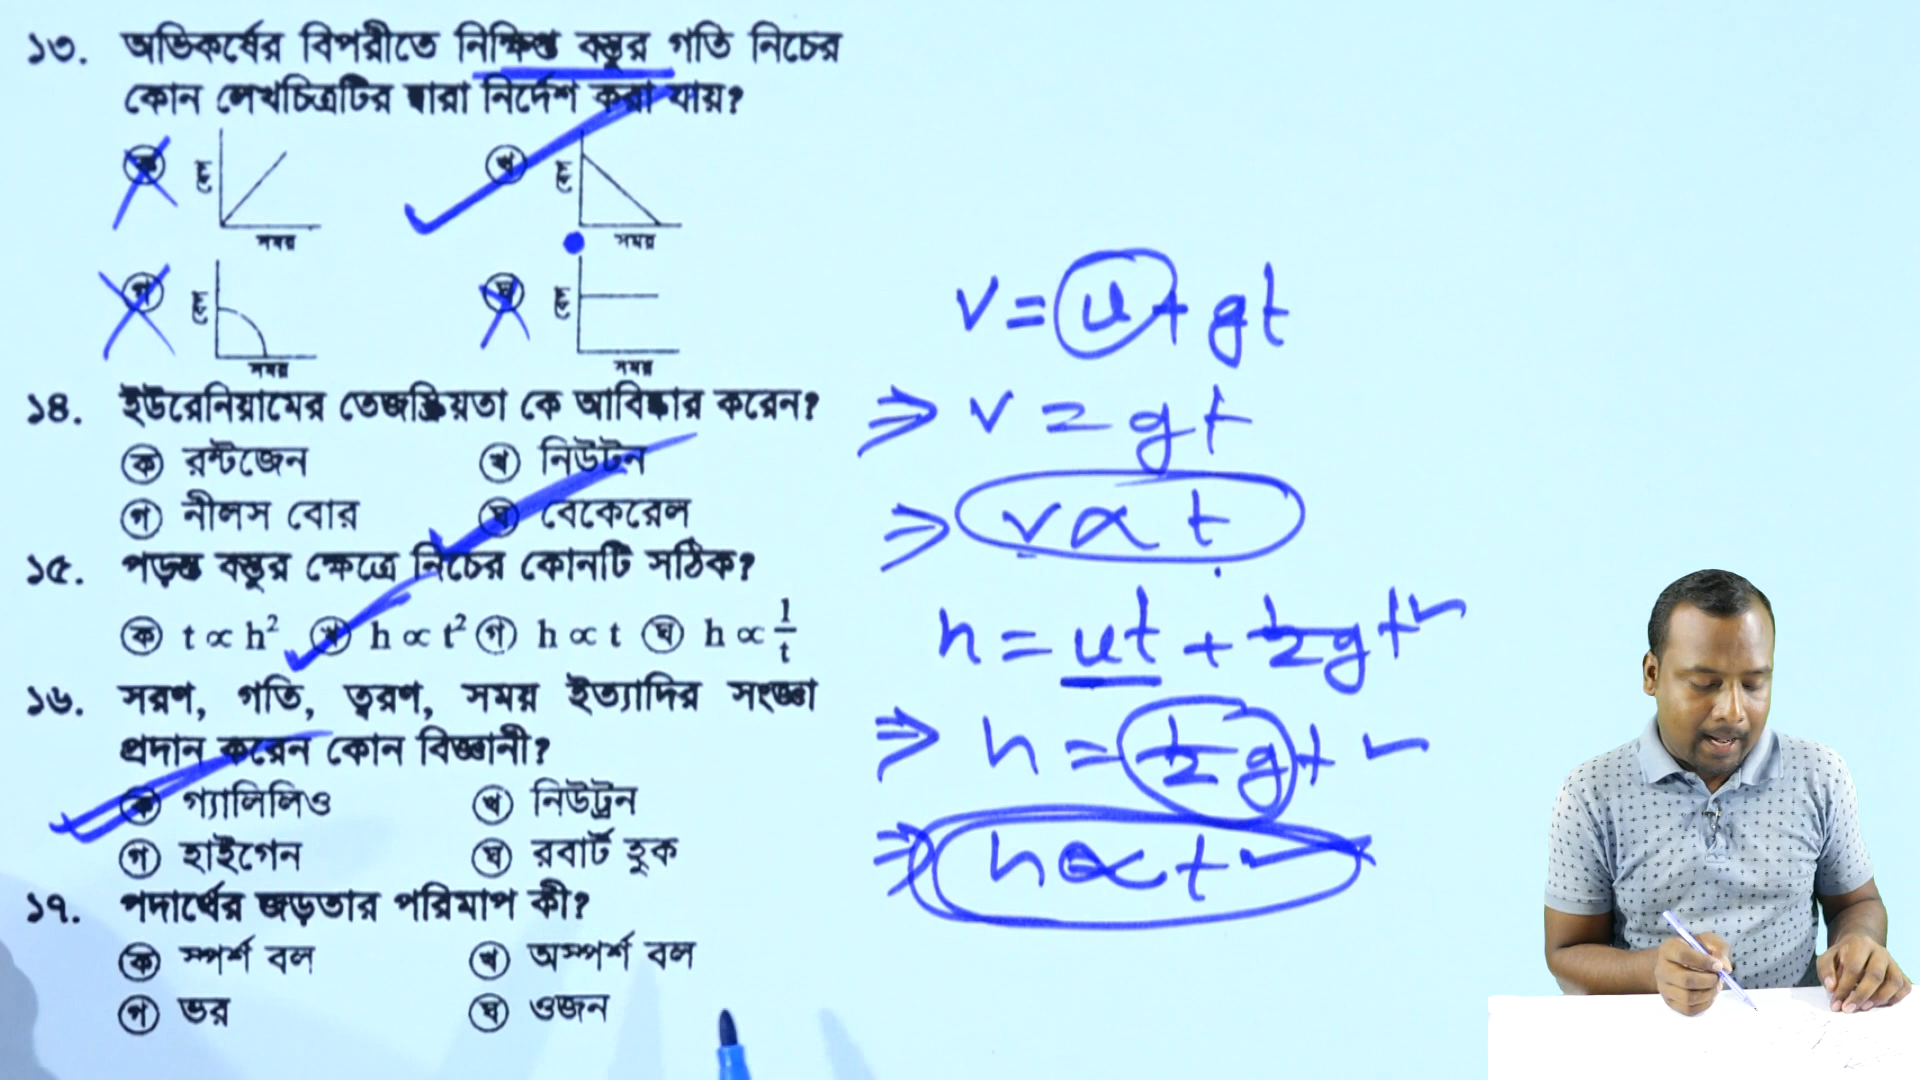 ১৩. অভিকর্ষের বিপরীতে নিক্ষিপ্ত বস্তুর গতি নিচের
কোন লেখচিত্রটির দ্বারা নির্দেশ করা যায়?
ক বেগ সময়
খ বেগ সময়
গ বেগ সময়
ঘ বেগ সময়
১৪. ইউরেনিয়ামের তেজস্ক্রিয়তা কে আবিষ্কার করেন?
ক রন্টজেন খ নিউটন
গ নীলস বোর ঘ বেকেরেল
১৫. পড়ন্ত বস্তুর ক্ষেত্রে নিচের কোনটি সঠিক?
ক t ∝ h² খ h ∝ t² গ h ∝ t ঘ h ∝ 1/t
১৬. সরণ, গতি, ত্বরণ, সময় ইত্যাদির সংজ্ঞা
প্রদান করেন কোন বিজ্ঞানী?
ক গ্যালিলিও খ নিউট্রন
গ হাইগেন ঘ রবার্ট হুক
১৭. পদার্থের জড়তার পরিমাপ কী?
ক স্পর্শ বল খ অস্পর্শ বল
গ ভর ঘ ওজন
v = u + gt
⇒ v = gt
⇒ v ∝ t
h = ut + ½gt²
⇒ h = ½gt²
⇒ h ∝ t²